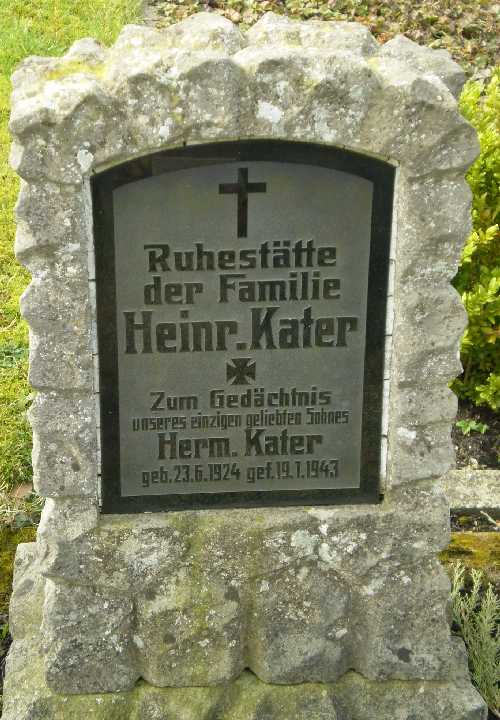 Ruhestätte
der Familie
Heinr. Kater
Zum Gedächtnis
unseres einzigen geliebten Sohnes
Herm. Kater
geb. 23.6.1924 gef. 19.1.1943